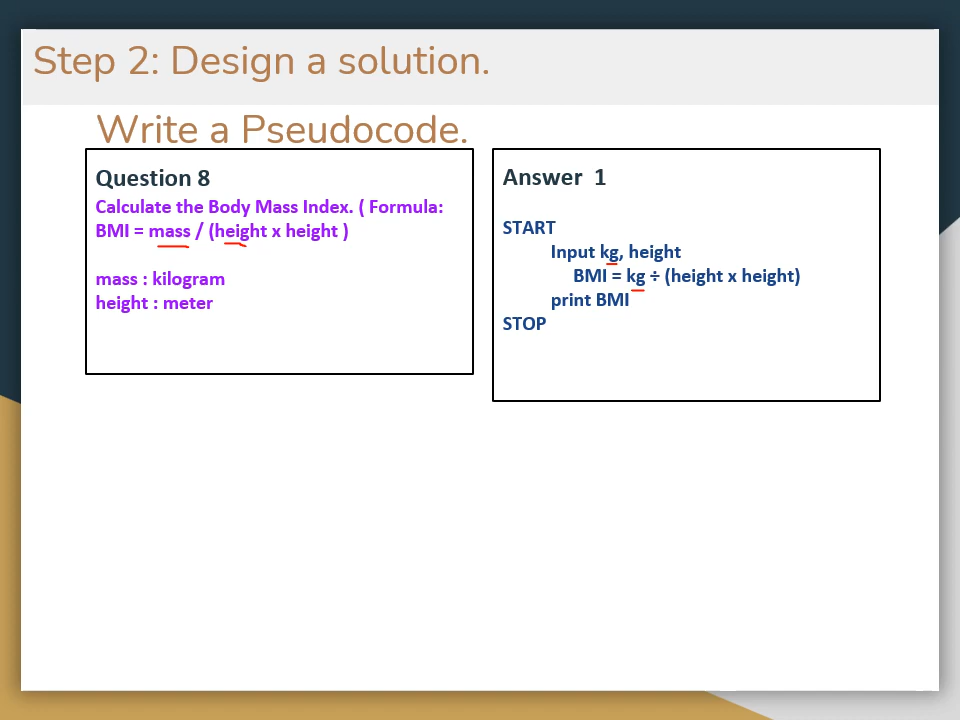 Step 2: Design a solution.
Write a Pseudocode.
Question 8
Calculate the Body Mass Index. ( Formula:
BMI = mass / (height x height )
mass : kilogram
height : meter
Answer 1
START
Input kg, height
BMI = kg ÷ (height x height)
print BMI
STOP